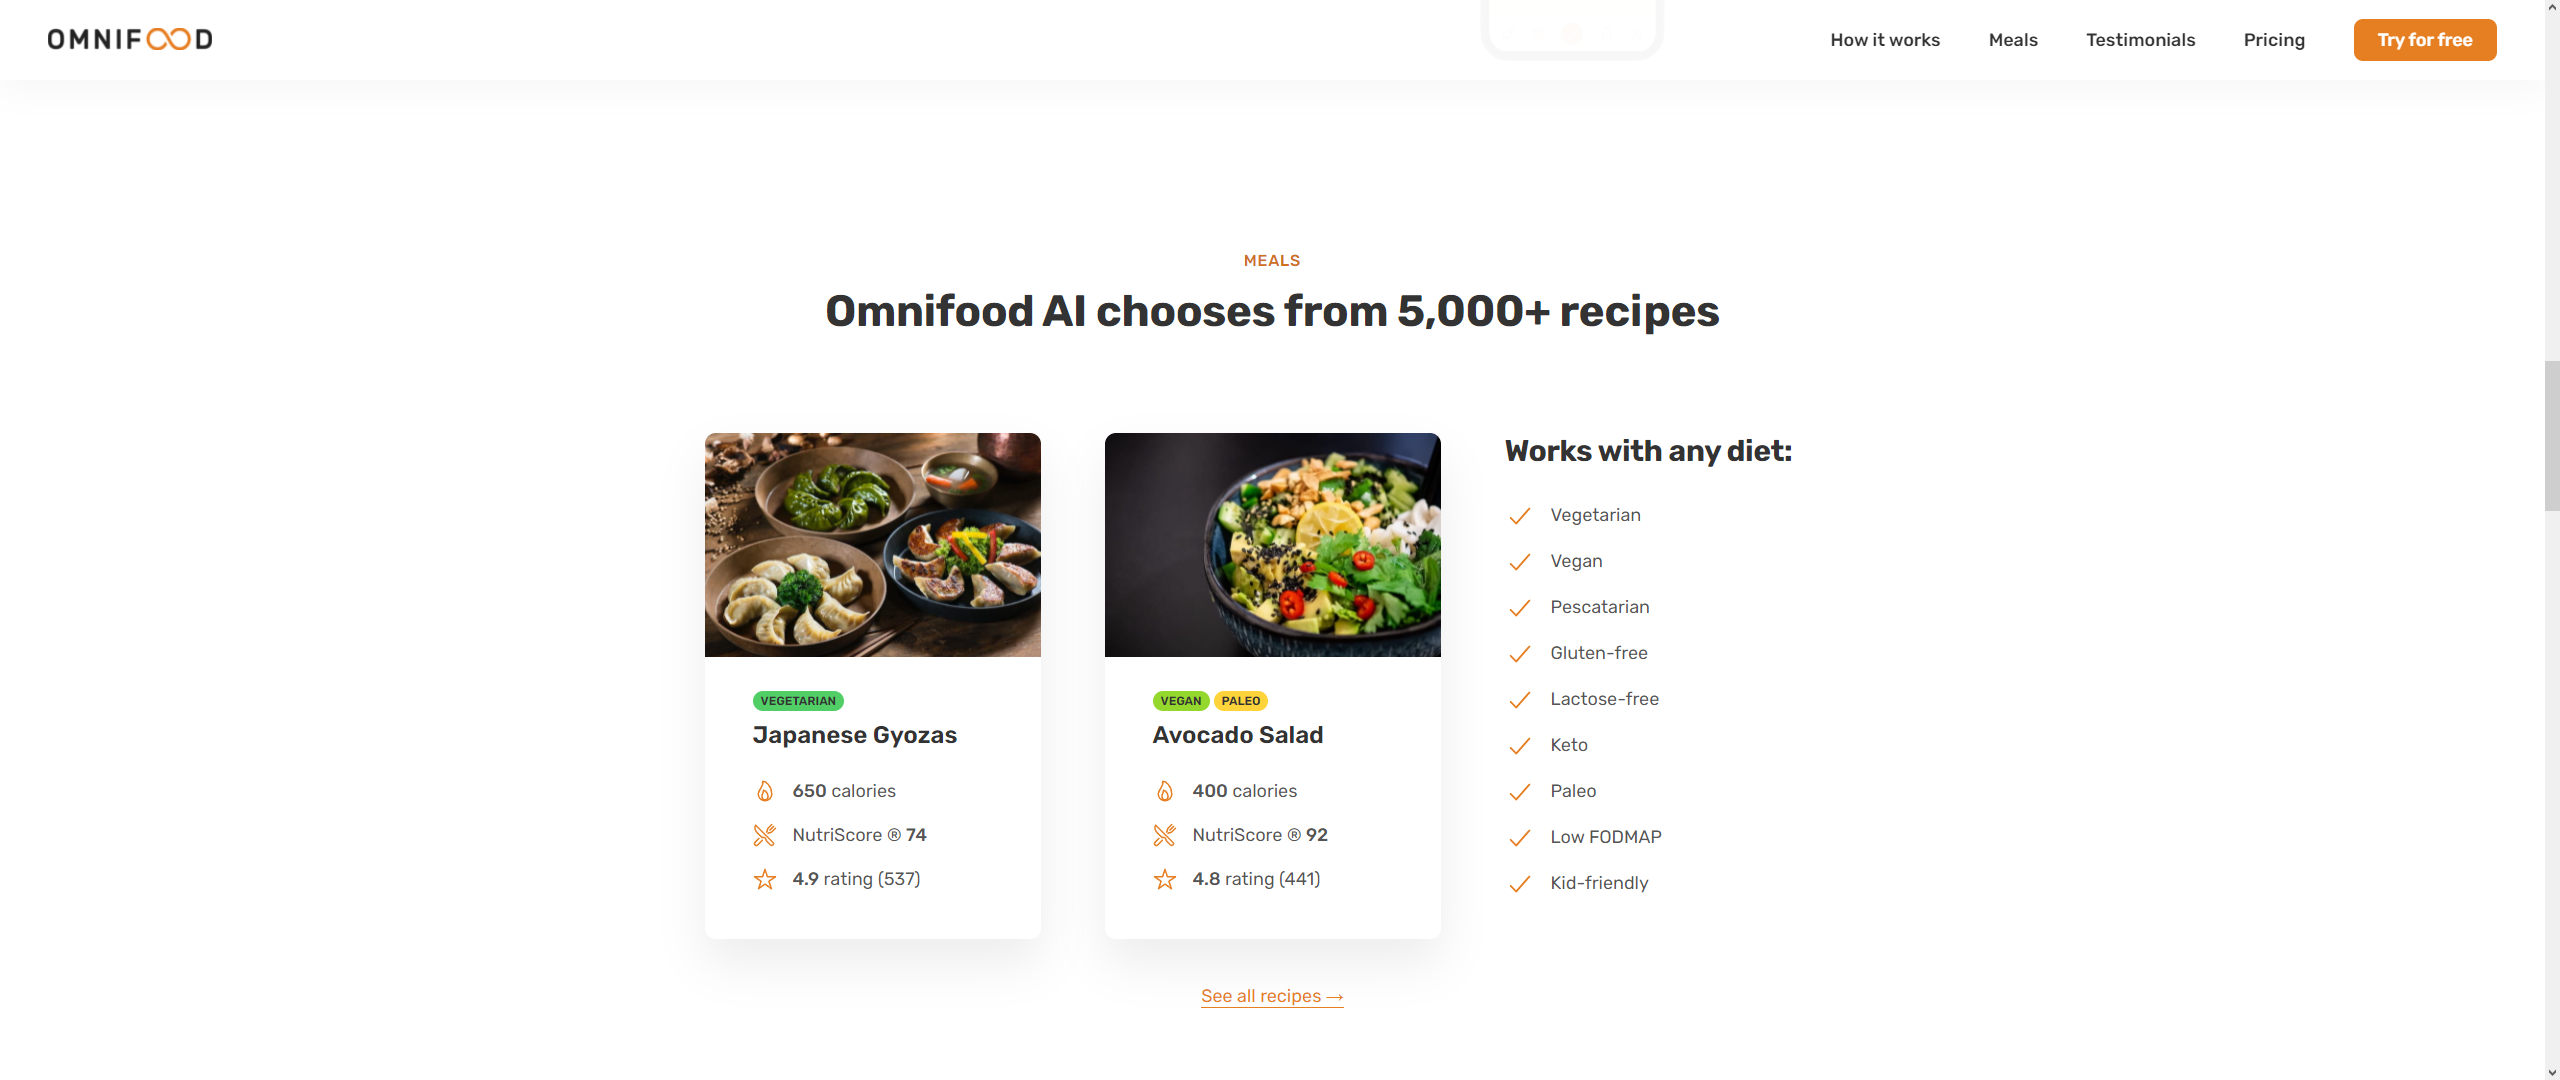 OMNIFOOD
How it works
Meals
Testimonials
Pricing
Try for free
MEALS
Omnifood AI chooses from 5,000+ recipes
VEGETARIAN
Japanese Gyozas
650 calories
NutriScore ® 74
4.9 rating (537)
VEGAN PALEO
Avocado Salad
400 calories
NutriScore ® 92
4.8 rating (441)
Works with any diet:
Vegetarian
Vegan
Pescatarian
Gluten-free
Lactose-free
Keto
Paleo
Low FODMAP
Kid-friendly
See all recipes →